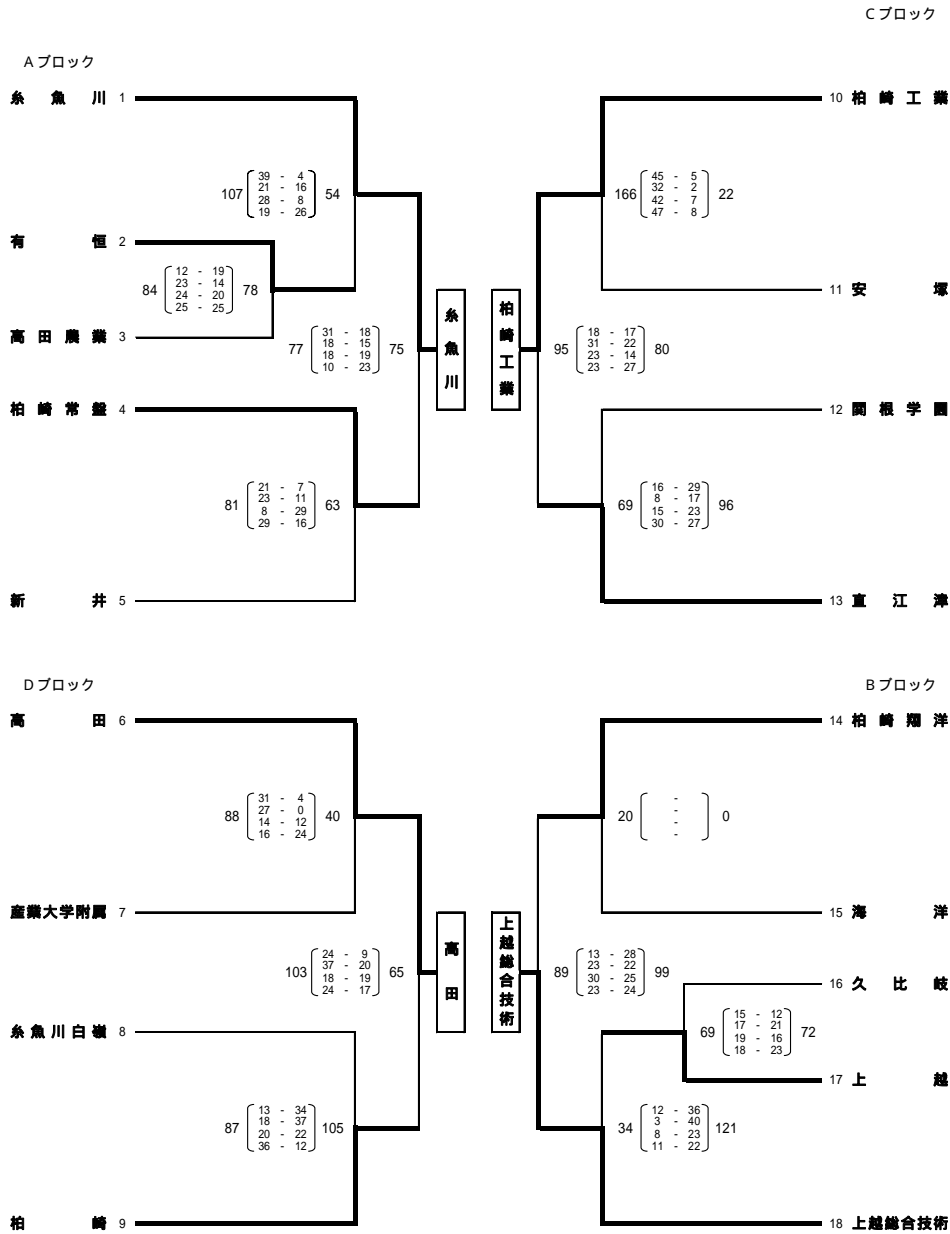 Cブロック
Aブロック
糸魚川 1
10 柏崎工業
107 54
39 - 4
21 - 16
28 - 8
19 - 26
166 22
45 - 5
32 - 2
42 - 7
47 - 8
有恒 2
84 78
12 - 19
23 - 14
24 - 20
25 - 25
高田農業 3
11 安塚
77 75
31 - 18
18 - 15
18 - 19
10 - 23
糸魚川
柏崎工業
95 80
18 - 17
31 - 22
23 - 14
23 - 27
柏崎常盤 4
12 関根学園
81 63
21 - 7
23 - 11
8 - 29
29 - 16
69 96
16 - 29
8 - 17
15 - 23
30 - 27
新井 5
13 直江津
Dブロック
Bブロック
高田 6
14 柏崎翔洋
88 40
31 - 4
27 - 0
14 - 12
16 - 24
20 0
-
-
-
産業大学附属 7
15 海洋
103 65
24 - 9
37 - 20
18 - 19
24 - 17
高田
上越総合技術
89 99
13 - 28
23 - 22
30 - 25
23 - 24
16 久比岐
糸魚川白嶺 8
69 72
15 - 12
17 - 21
19 - 16
18 - 23
17 上越
87 105
13 - 34
18 - 37
20 - 22
36 - 12
34 121
12 - 36
3 - 40
8 - 23
11 - 22
柏崎 9
18 上越総合技術